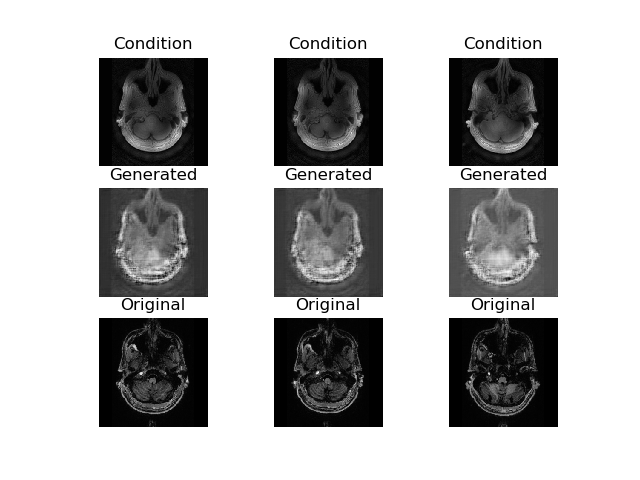 Condition Condition Condition
Generated Generated Generated
Original Original Original